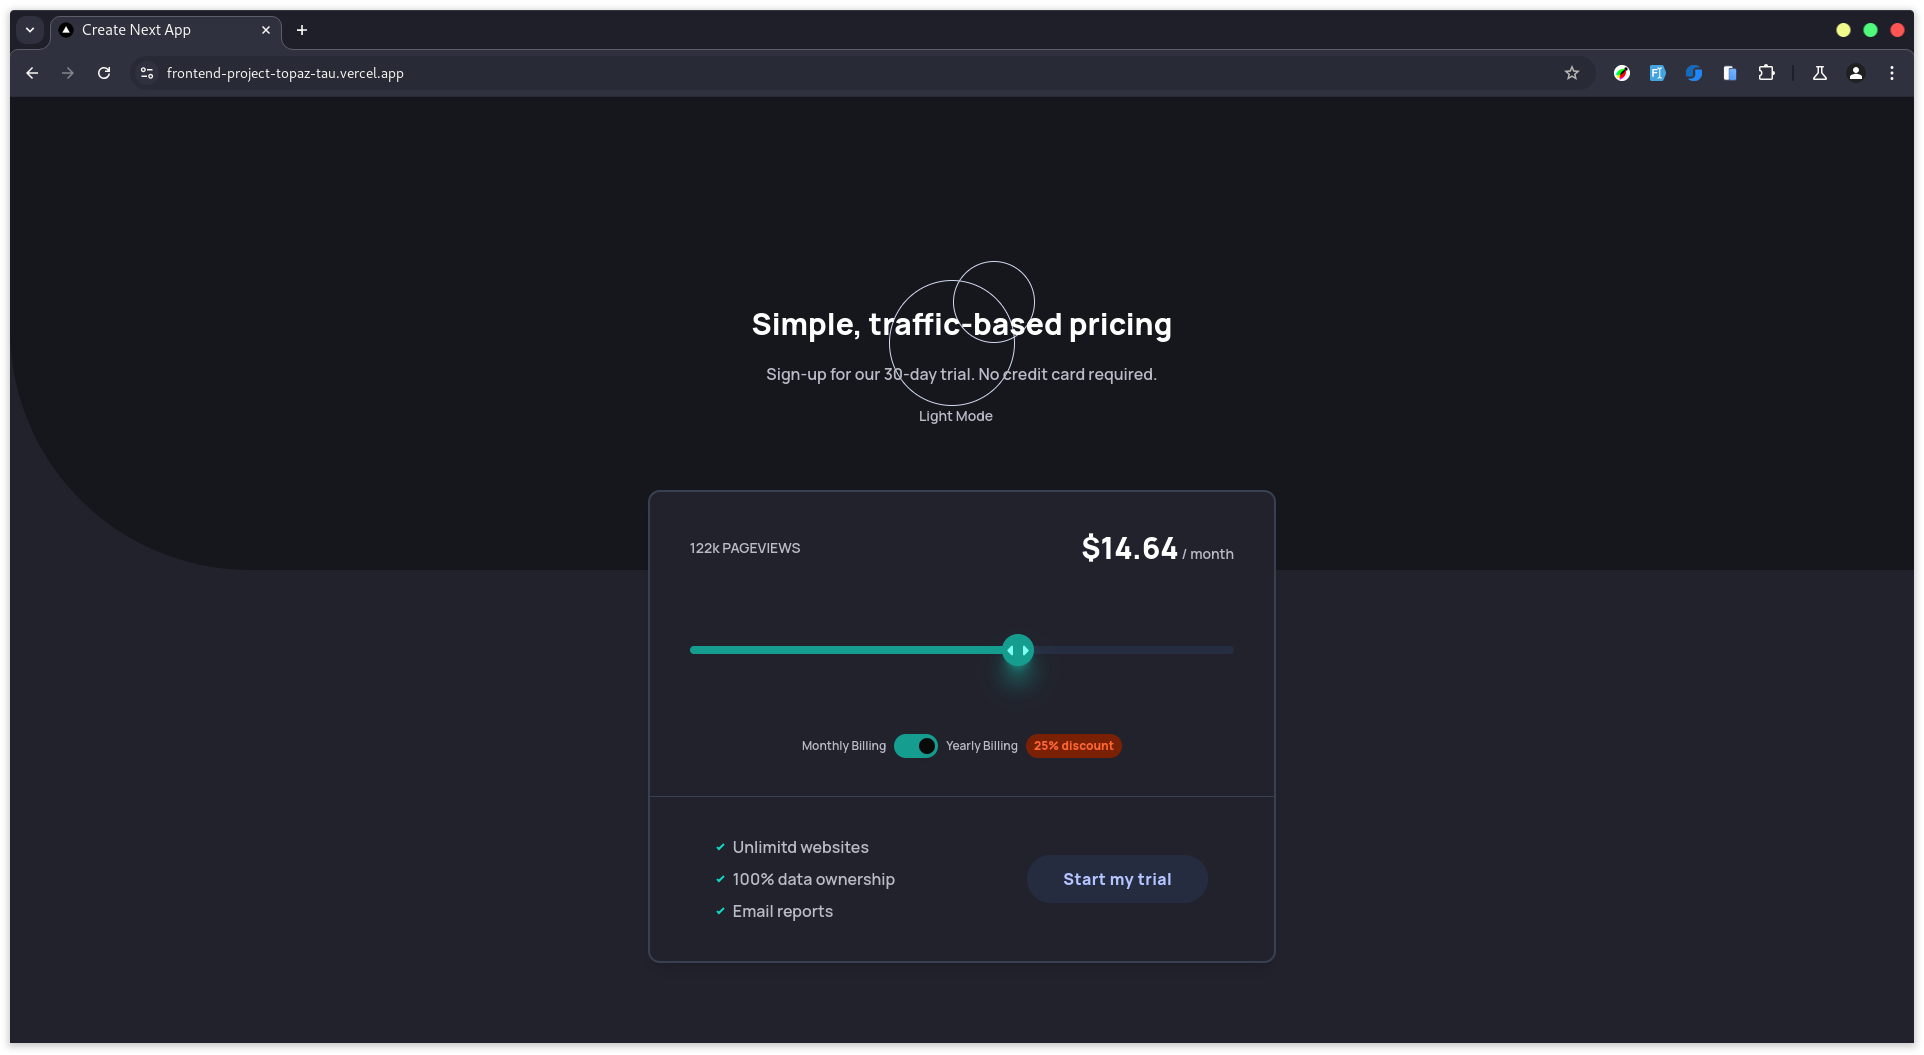 Create Next App
frontend-project-topaz-tau.vercel.app
Simple, traffic-based pricing
Sign-up for our 30-day trial. No credit card required.
Light Mode
122k PAGEVIEWS
$14.64 / month
Monthly Billing Yearly Billing 25% discount
Unlimitd websites
100% data ownership
Email reports
Start my trial